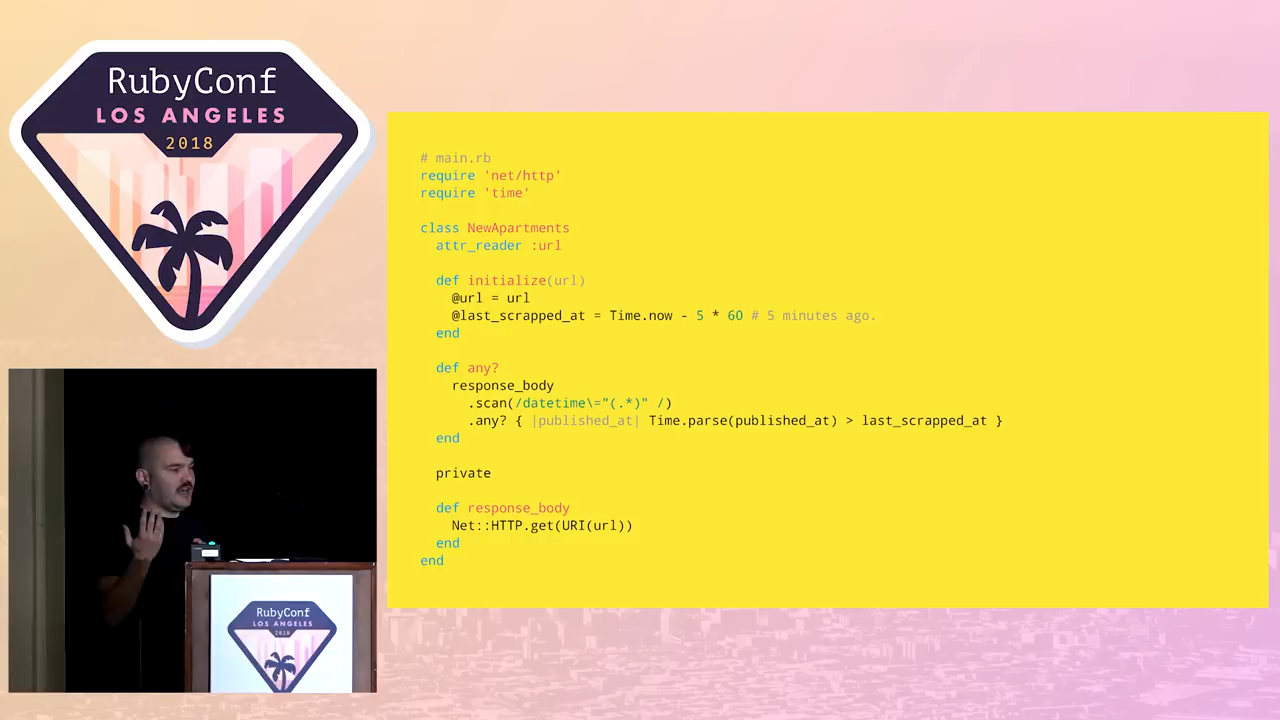 RubyConf
LOS ANGELES
2018
# main.rb
require 'net/http'
require 'time'
class NewApartments
attr_reader :url
def initialize(url)
@url = url
@last_scrapped_at = Time.now - 5 * 60 # 5 minutes ago.
end
def any?
response_body
.scan(/datetime\="(.*)" /)
.any? { |published_at| Time.parse(published_at) > last_scrapped_at }
end
private
def response_body
Net::HTTP.get(URI(url))
end
end
RubyConf
LOS ANGELES
2018